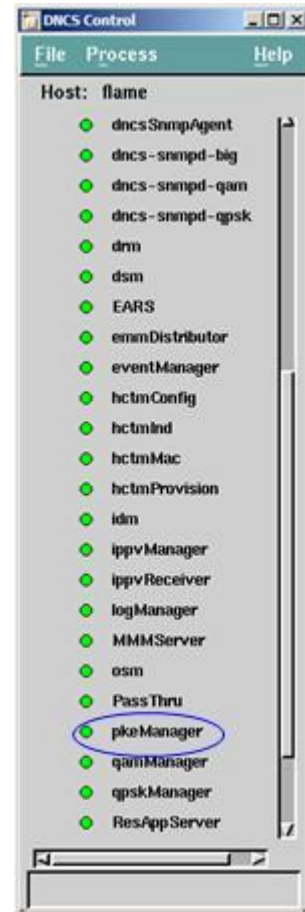 DNCS Control
File Process Help
Host: flame
dncsSnmpAgent
dncs-snmpd-big
dncs-snmpd-qam
dncs-snmpd-qpsk
drm
dsm
EARS
emmDistributor
eventManager
hctmConfig
hctmInd
hctmMac
hctmProvision
idm
ippvManager
ippvReceiver
logManager
MMMServer
osm
PassThru
pkeManager
qamManager
qpskManager
ResAppServer